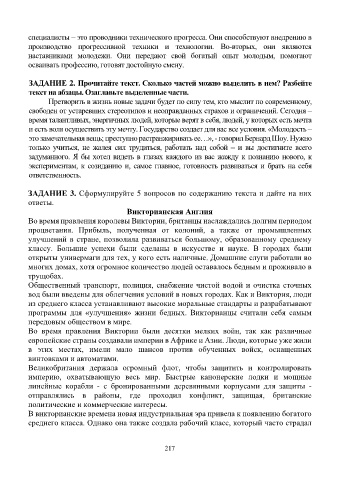 специалисты – это проводники технического прогресса. Они способствуют внедрению в
производство прогрессивной техники и технологии. Во-вторых, они являются
наставниками молодежи. Они передают свой богатый опыт молодым, помогают
осваивать профессию, готовят достойную смену.
ЗАДАНИЕ 2. Прочитайте текст. Сколько частей можно выделить в нем? Разбейте
текст на абзацы. Озаглавьте выделенные части.
Претворить в жизнь новые задачи будет по силу тем, кто мыслит по современному,
свободен от устаревших стереотипов и неоправданных страхов и ограничений. Сегодня –
время талантливых, энергичных людей, которые верят в себя, людей, у которых есть мечта
и есть воля осуществить эту мечту. Государство создает для нас все условия. «Молодость –
это замечательная вещь; преступно растранжиривать ее…», - говорил Бернард Шоу. Нужно
только учиться, не жалея сил трудиться, работать над собой – и вы достигнете всего
задуманного. Я бы хотел видеть в глазах каждого из вас жажду к познанию нового, к
экспериментам, к созиданию и, самое главное, готовность развиваться и брать на себя
ответственность.
ЗАДАНИЕ 3. Сформулируйте 5 вопросов по содержанию текста и дайте на них
ответы.
Викторианская Англия
Во время правления королевы Виктории, британцы наслаждались долгим периодом
процветания. Прибыль, полученная от колоний, а также от промышленных
улучшений в стране, позволила развиваться большому, образованному среднему
классу. Большие успехи были сделаны в искусстве и науке. В городах были
открыты универмаги для тех, у кого есть наличные. Домашние слуги работали во
многих домах, хотя огромное количество людей оставалось бедным и проживало в
трущобах.
Общественный транспорт, полиция, снабжение чистой водой и очистка сточных
вод были введены для облегчения условий в новых городах. Как и Виктория, люди
из среднего класса устанавливают высокие моральные стандарты и разрабатывают
программы для «улучшения» жизни бедных. Викторианцы считали себя самым
передовым обществом в мире.
Во время правления Виктории были десятки мелких войн, так как различные
европейские страны создавали империи в Африке и Азии. Люди, которые уже жили
в этих местах, имели мало шансов против обученных войск, оснащенных
винтовками и автоматами.
Великобритания держала огромный флот, чтобы защитить и контролировать
империю, охватывающую весь мир. Быстрые канонерские лодки и мощные
линейные корабли - с бронированными деревянными корпусами для защиты -
отправлялись в районы, где проходил конфликт, защищая, британские
политические и коммерческие интересы.
В викторианские времена новая индустриальная эра привела к появлению богатого
среднего класса. Однако она также создала рабочий класс, который часто страдал
217